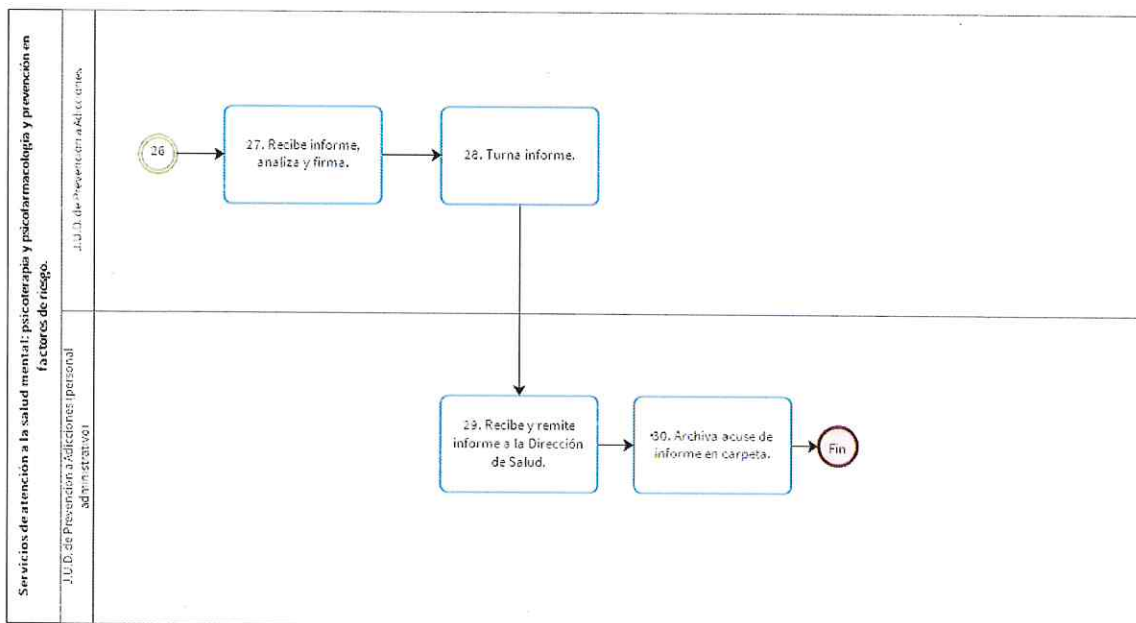 Servicios de atención a la salud mental; psicoterapia y psicofarmacología y prevención en
factores de riesgo.
J.U.D. de Prevención a Adicciones
26
27. Recibe informe,
analiza y firma.
28. Turna informe.
J.U.D. de Prevención a Adicciones (personal
administrativo)
29. Recibe y remite
informe a la Dirección
de Salud.
30. Archiva acuse de
informe en carpeta.
Fin